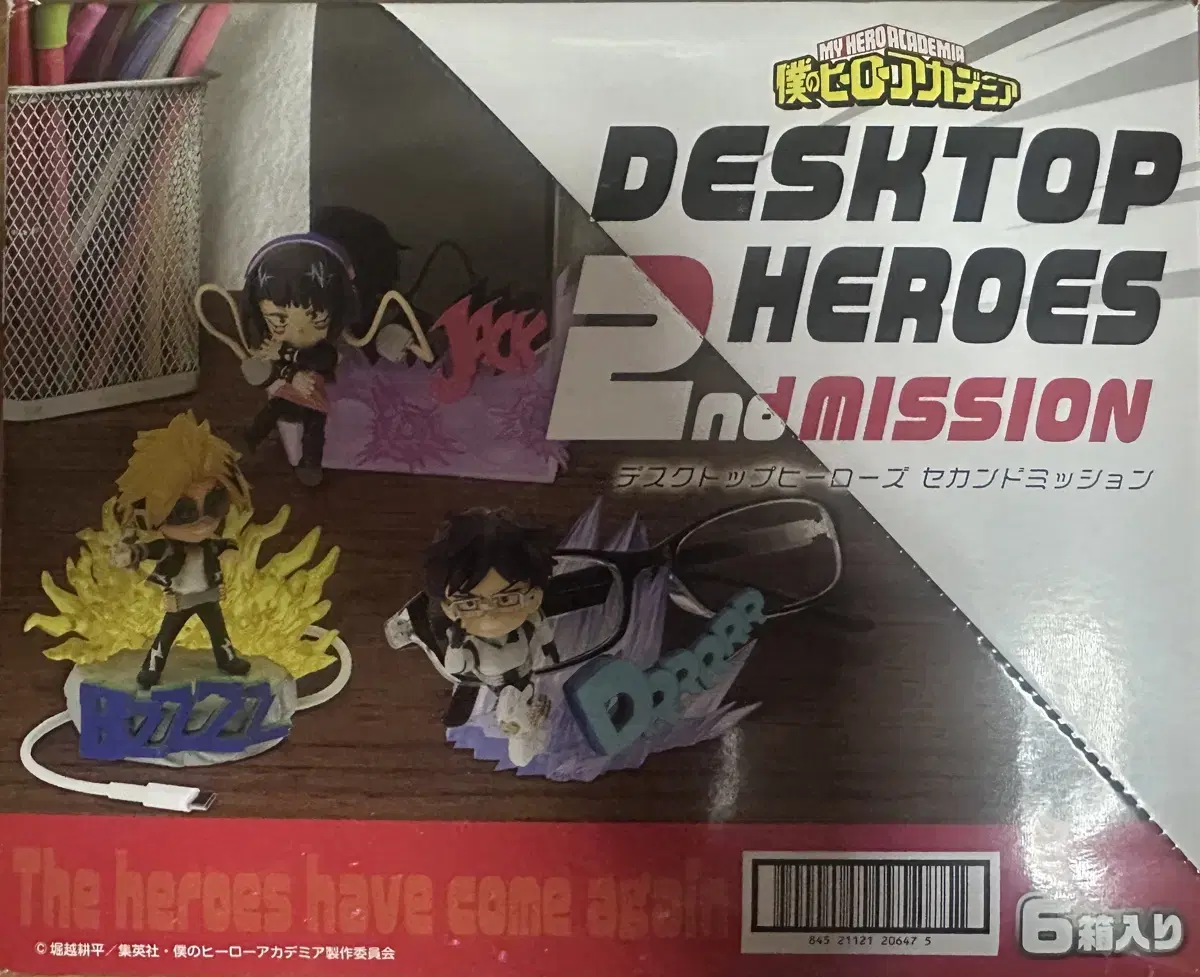 MY HERO ACADEMIA
僕のヒーローアカデミア
DESKTOP
HEROES
2nd MISSION
デスクトップヒーローズ セカンドミッション
JACK
BZZZZ
DRRRRR
The heroes have come again
845 21121 20647 5
6箱入り
© 堀越耕平／集英社・僕のヒーローアカデミア製作委員会